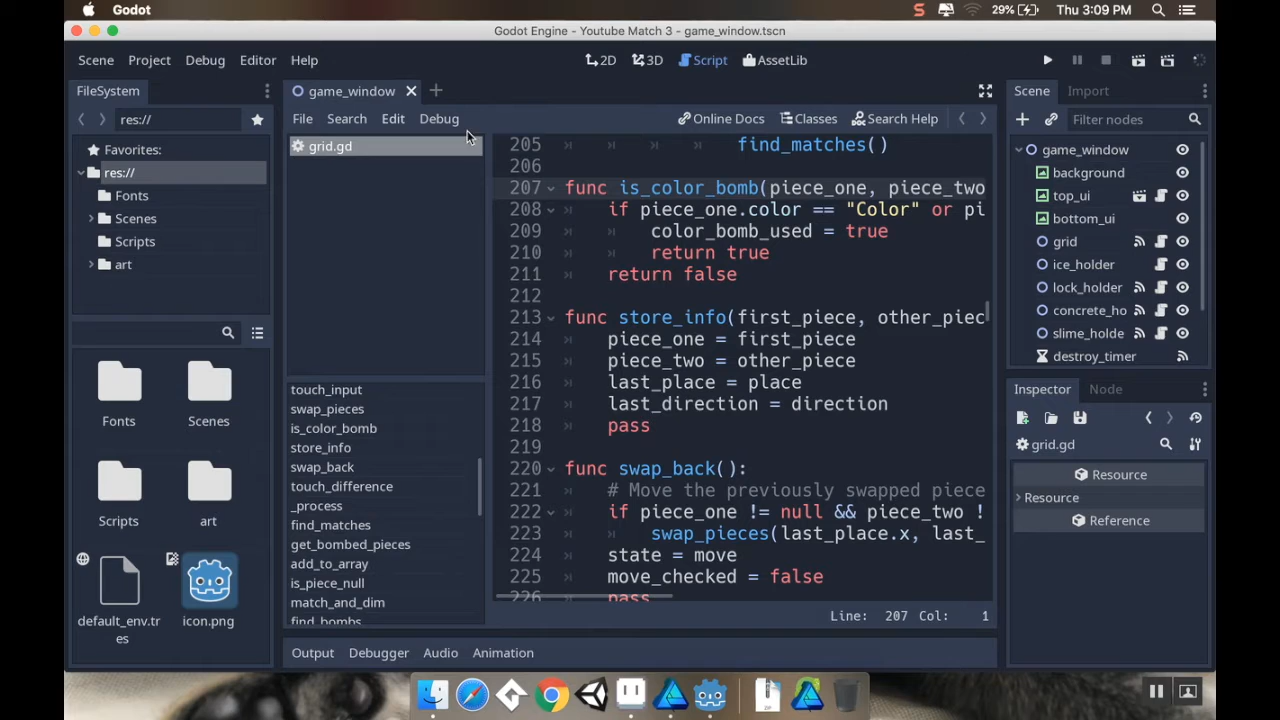 Godot
29%
Thu 3:09 PM
Godot Engine - Youtube Match 3 - game_window.tscn
Scene Project Debug Editor Help
2D 3D Script AssetLib
FileSystem
res://
Favorites:
res://
Fonts
Scenes
Scripts
art
Fonts
Scenes
Scripts
art
default_env.tr
es
icon.png
game_window
File Search Edit Debug
Online Docs Classes Search Help
grid.gd
touch_input
swap_pieces
is_color_bomb
store_info
swap_back
touch_difference
_process
find_matches
get_bombed_pieces
add_to_array
is_piece_null
match_and_dim
find_bombs
205 find_matches()
206
207 func is_color_bomb(piece_one, piece_two
208 if piece_one.color == "Color" or pi
209 color_bomb_used = true
210 return true
211 return false
212
213 func store_info(first_piece, other_piec
214 piece_one = first_piece
215 piece_two = other_piece
216 last_place = place
217 last_direction = direction
218 pass
219
220 func swap_back():
221 # Move the previously swapped piece
222 if piece_one != null && piece_two !
223 swap_pieces(last_place.x, last_
224 state = move
225 move_checked = false
226 pass
Line: 207 Col: 1
Output Debugger Audio Animation
Scene Import
Filter nodes
game_window
background
top_ui
bottom_ui
grid
ice_holder
lock_holder
concrete_ho
slime_holde
destroy_timer
Inspector Node
grid.gd
Resource
Resource
Reference